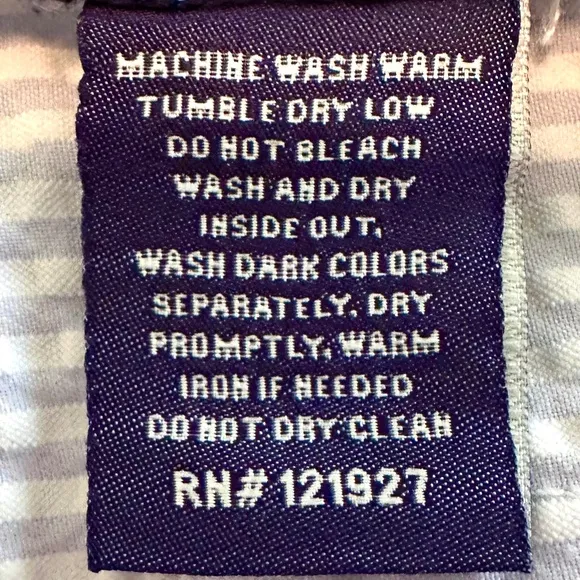 MACHINE WASH WARM
TUMBLE DRY LOW
DO NOT BLEACH
WASH AND DRY
INSIDE OUT,
WASH DARK COLORS
SEPARATELY. DRY
PROMPTLY, WARM
IRON IF NEEDED
DO NOT DRY CLEAN
RN# 121927